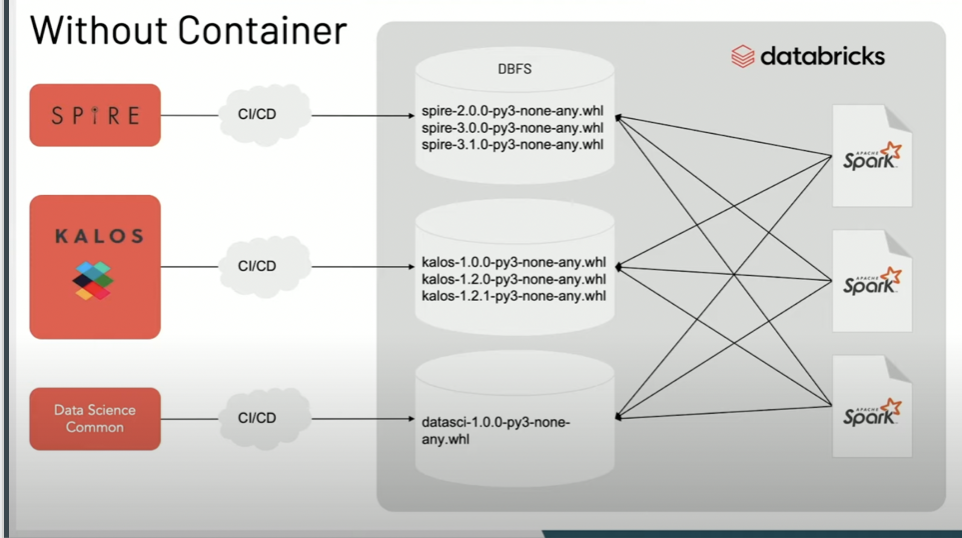 Without Container
databricks
DBFS
SPIRE
CI/CD
spire-2.0.0-py3-none-any.whl
spire-3.0.0-py3-none-any.whl
spire-3.1.0-py3-none-any.whl
APACHE
Spark
KALOS
CI/CD
kalos-1.0.0-py3-none-any.whl
kalos-1.2.0-py3-none-any.whl
kalos-1.2.1-py3-none-any.whl
APACHE
Spark
Data Science
Common
CI/CD
datasci-1.0.0-py3-none-
any.whl
APACHE
Spark